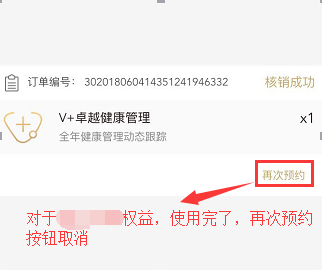 订单编号： 302018060414351241946332 核销成功
V+卓越健康管理 x1
全年健康管理动态跟踪
再次预约
对于权益，使用完了，再次预约
按钮取消